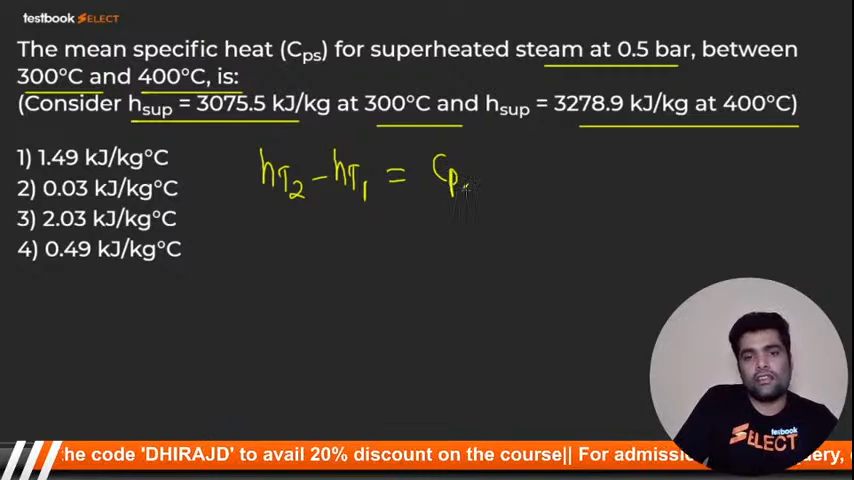 testbook SELECT
The mean specific heat (Cps) for superheated steam at 0.5 bar, between
300°C and 400°C, is:
(Consider hsup = 3075.5 kJ/kg at 300°C and hsup = 3278.9 kJ/kg at 400°C)
1) 1.49 kJ/kg°C
2) 0.03 kJ/kg°C
3) 2.03 kJ/kg°C
4) 0.49 kJ/kg°C
hT2 - hT1 = Cp
testbook
SELECT
the code 'DHIRAJD' to avail 20% discount on the course|| For